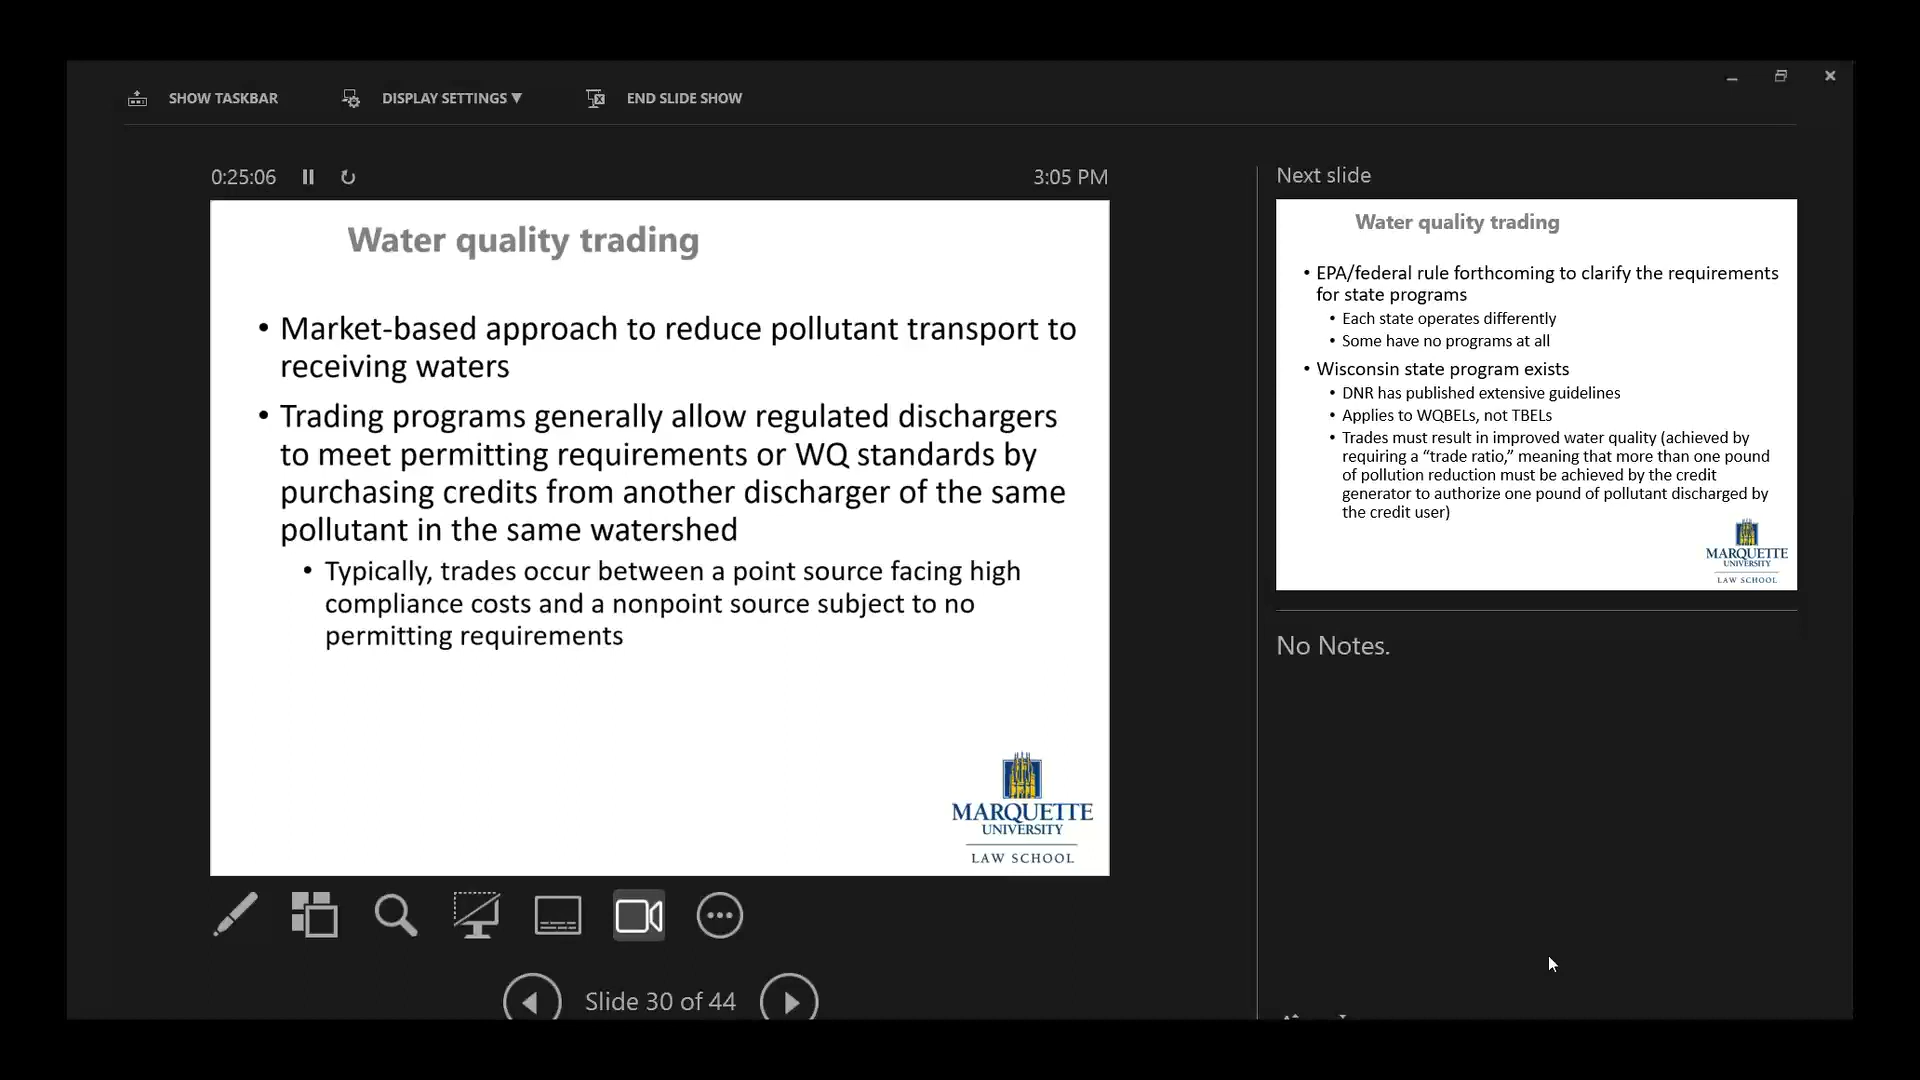 SHOW TASKBAR
DISPLAY SETTINGS ▼
END SLIDE SHOW
0:25:06
3:05 PM
Water quality trading
• Market-based approach to reduce pollutant transport to
receiving waters
• Trading programs generally allow regulated dischargers
to meet permitting requirements or WQ standards by
purchasing credits from another discharger of the same
pollutant in the same watershed
• Typically, trades occur between a point source facing high
compliance costs and a nonpoint source subject to no
permitting requirements
MARQUETTE
UNIVERSITY
LAW SCHOOL
Slide 30 of 44
Next slide
Water quality trading
• EPA/federal rule forthcoming to clarify the requirements
for state programs
• Each state operates differently
• Some have no programs at all
• Wisconsin state program exists
• DNR has published extensive guidelines
• Applies to WQBELs, not TBELs
• Trades must result in improved water quality (achieved by
requiring a “trade ratio,” meaning that more than one pound
of pollution reduction must be achieved by the credit
generator to authorize one pound of pollutant discharged by
the credit user)
MARQUETTE
UNIVERSITY
LAW SCHOOL
No Notes.